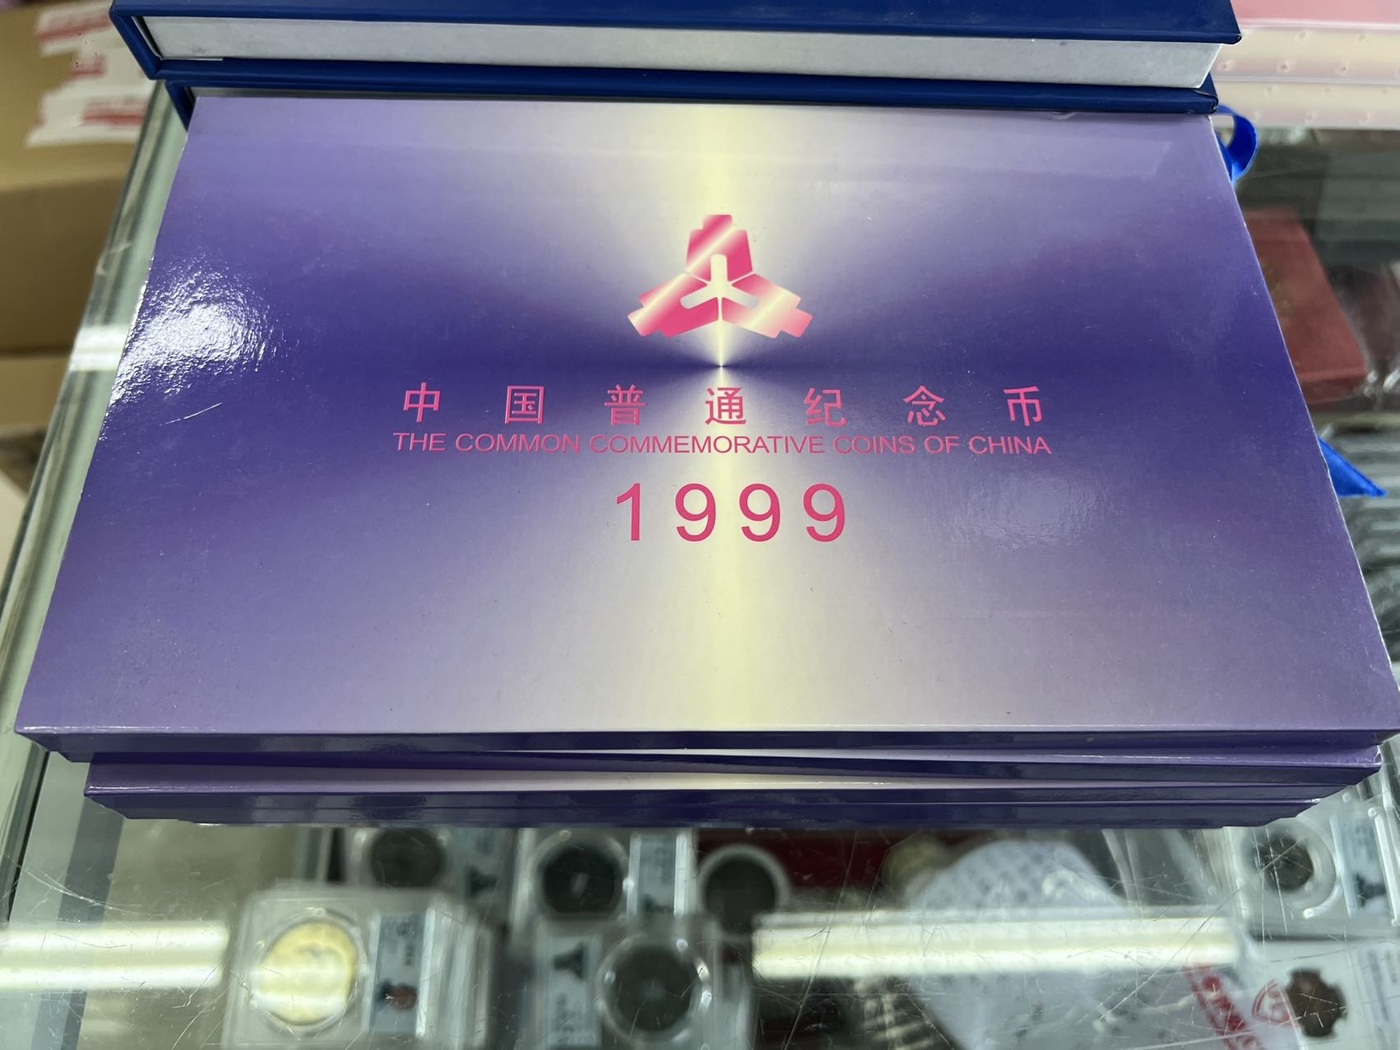 中国普通纪念币
THE COMMON COMMEMORATIVE COINS OF CHINA
1999